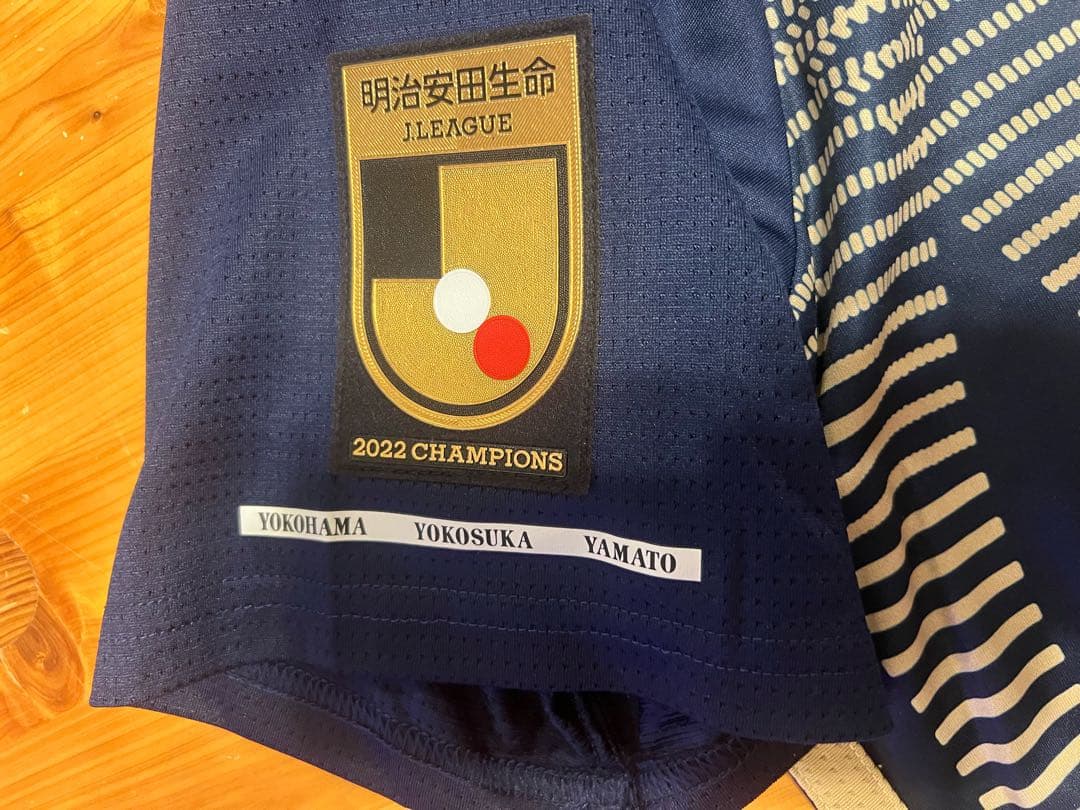 明治安田生命
J.LEAGUE
2022 CHAMPIONS
YOKOHAMA YOKOSUKA YAMATO